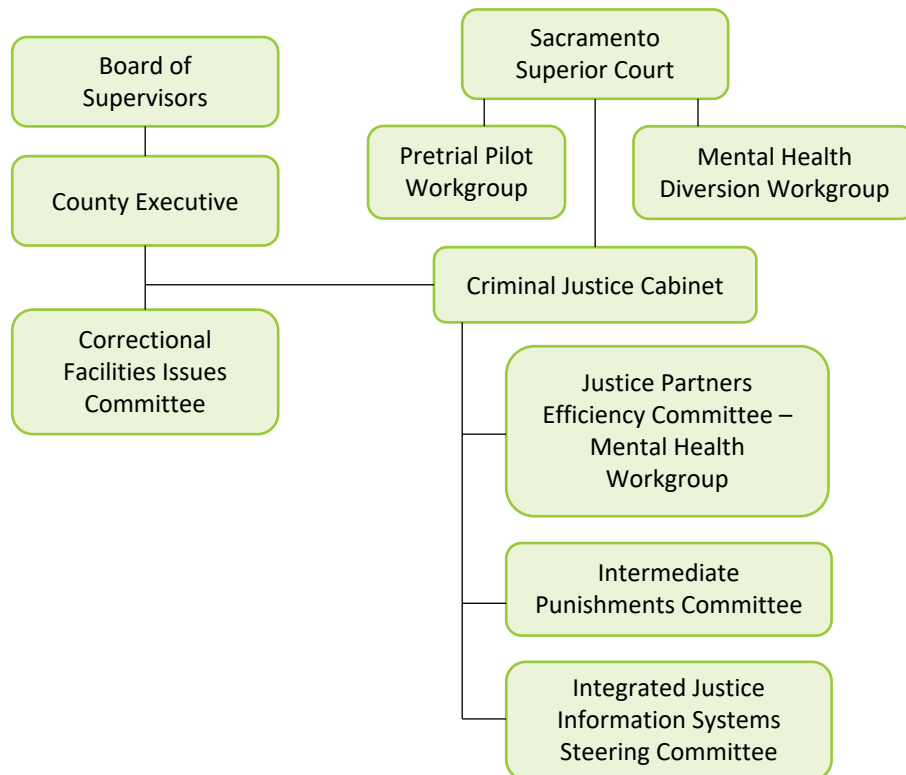 Board of
Supervisors
Sacramento
Superior Court
County Executive
Pretrial Pilot
Workgroup
Mental Health
Diversion Workgroup
Criminal Justice Cabinet
Correctional
Facilities Issues
Committee
Justice Partners
Efficiency Committee –
Mental Health
Workgroup
Intermediate
Punishments Committee
Integrated Justice
Information Systems
Steering Committee